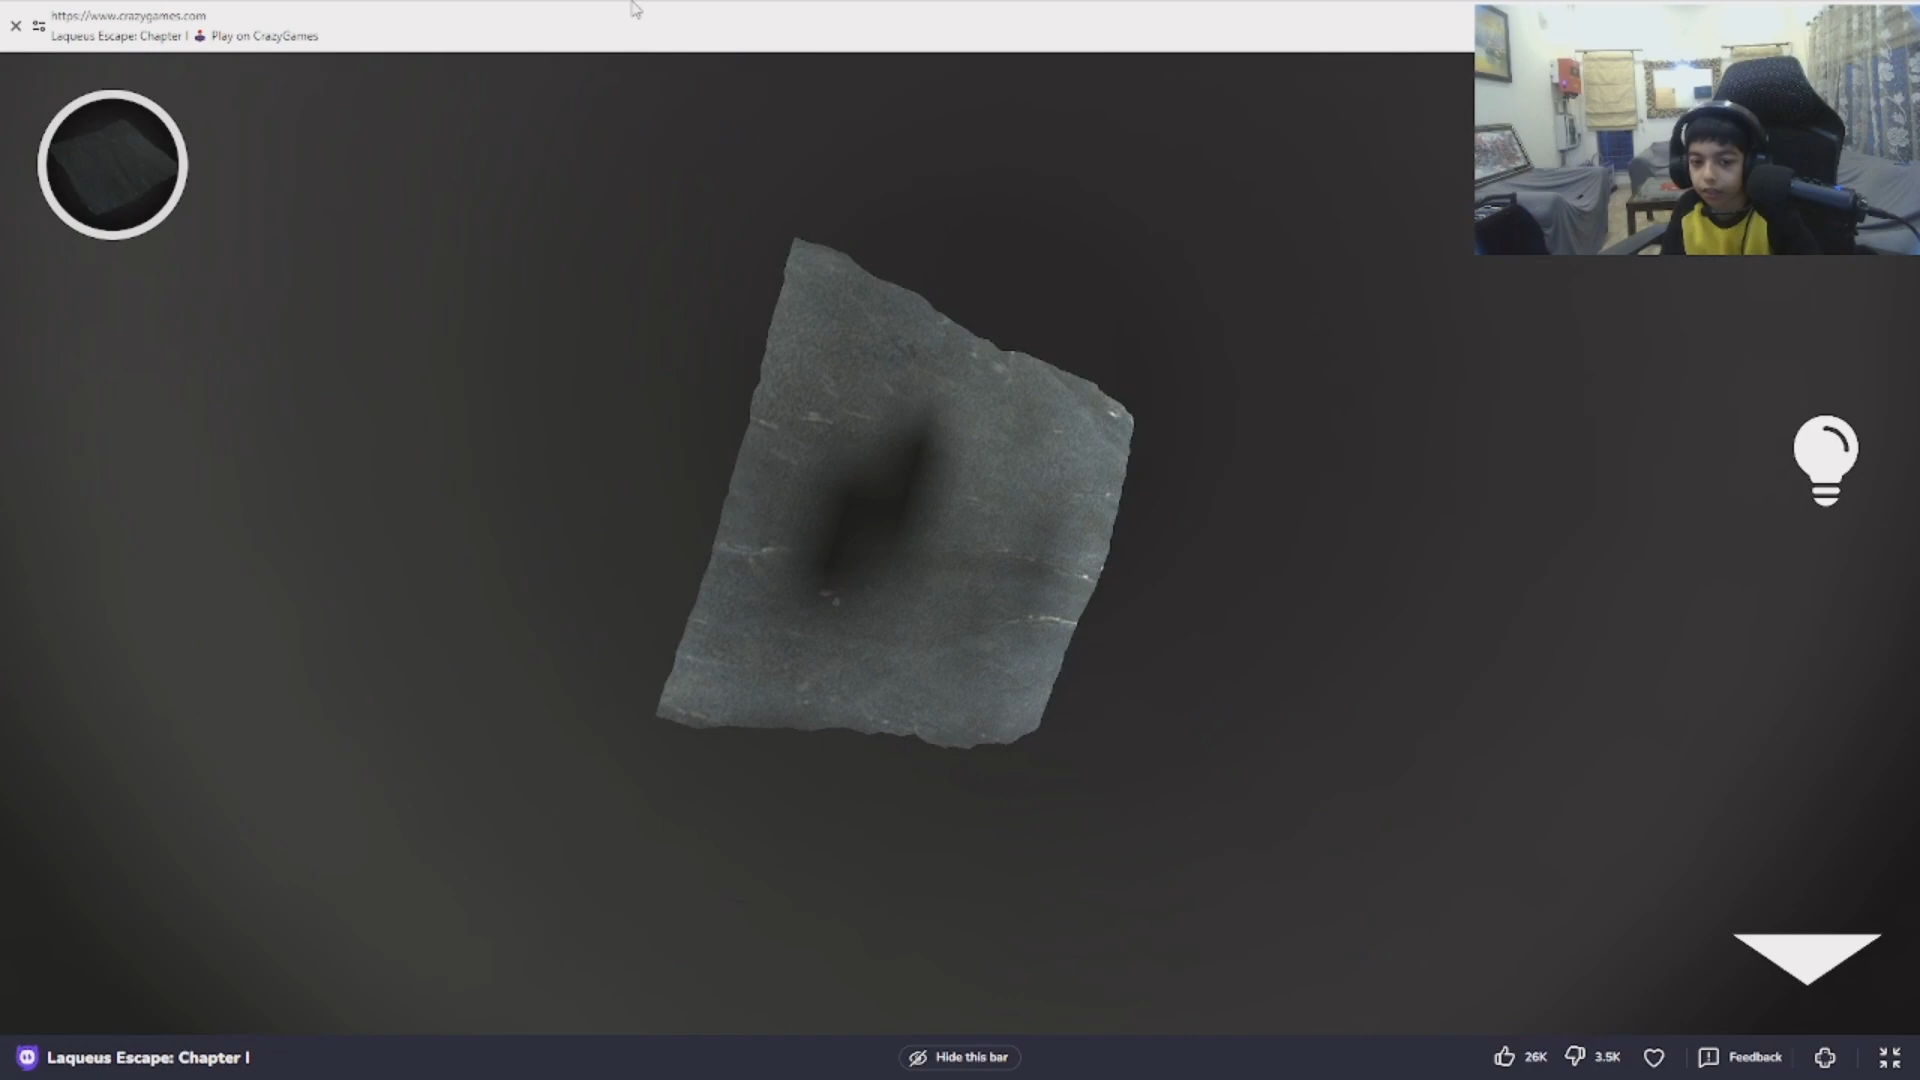 https://www.crazygames.com
Laqueus Escape: Chapter I 🕹️ Play on CrazyGames
Laqueus Escape: Chapter I
Hide this bar
26K
3.5K
Feedback